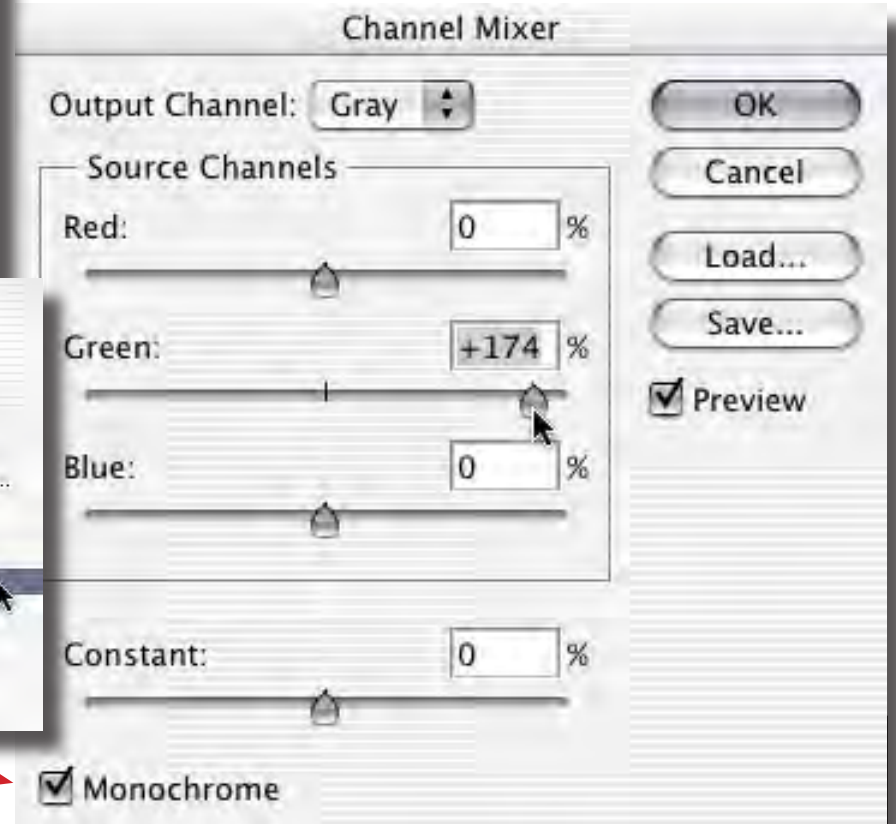 Channel Mixer
Output Channel: Gray
OK
Source Channels
Cancel
Red: 0 %
Load...
Green: +174 %
Save...
Preview
Blue: 0 %
..
Constant: 0 %
Monochrome